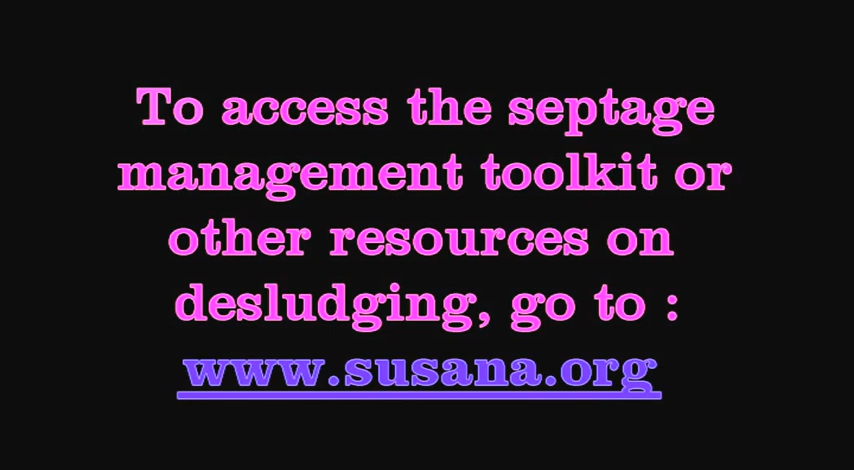 To access the septage
management toolkit or
other resources on
desludging, go to :
www.susana.org